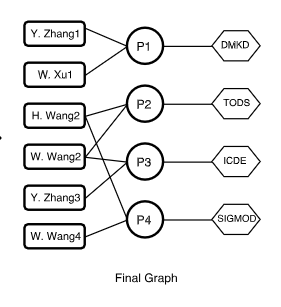 Y. Zhang1
P1
DMKD
W. Xu1
H. Wang2
P2
TODS
W. Wang2
P3
ICDE
Y. Zhang3
P4
SIGMOD
W. Wang4
Final Graph